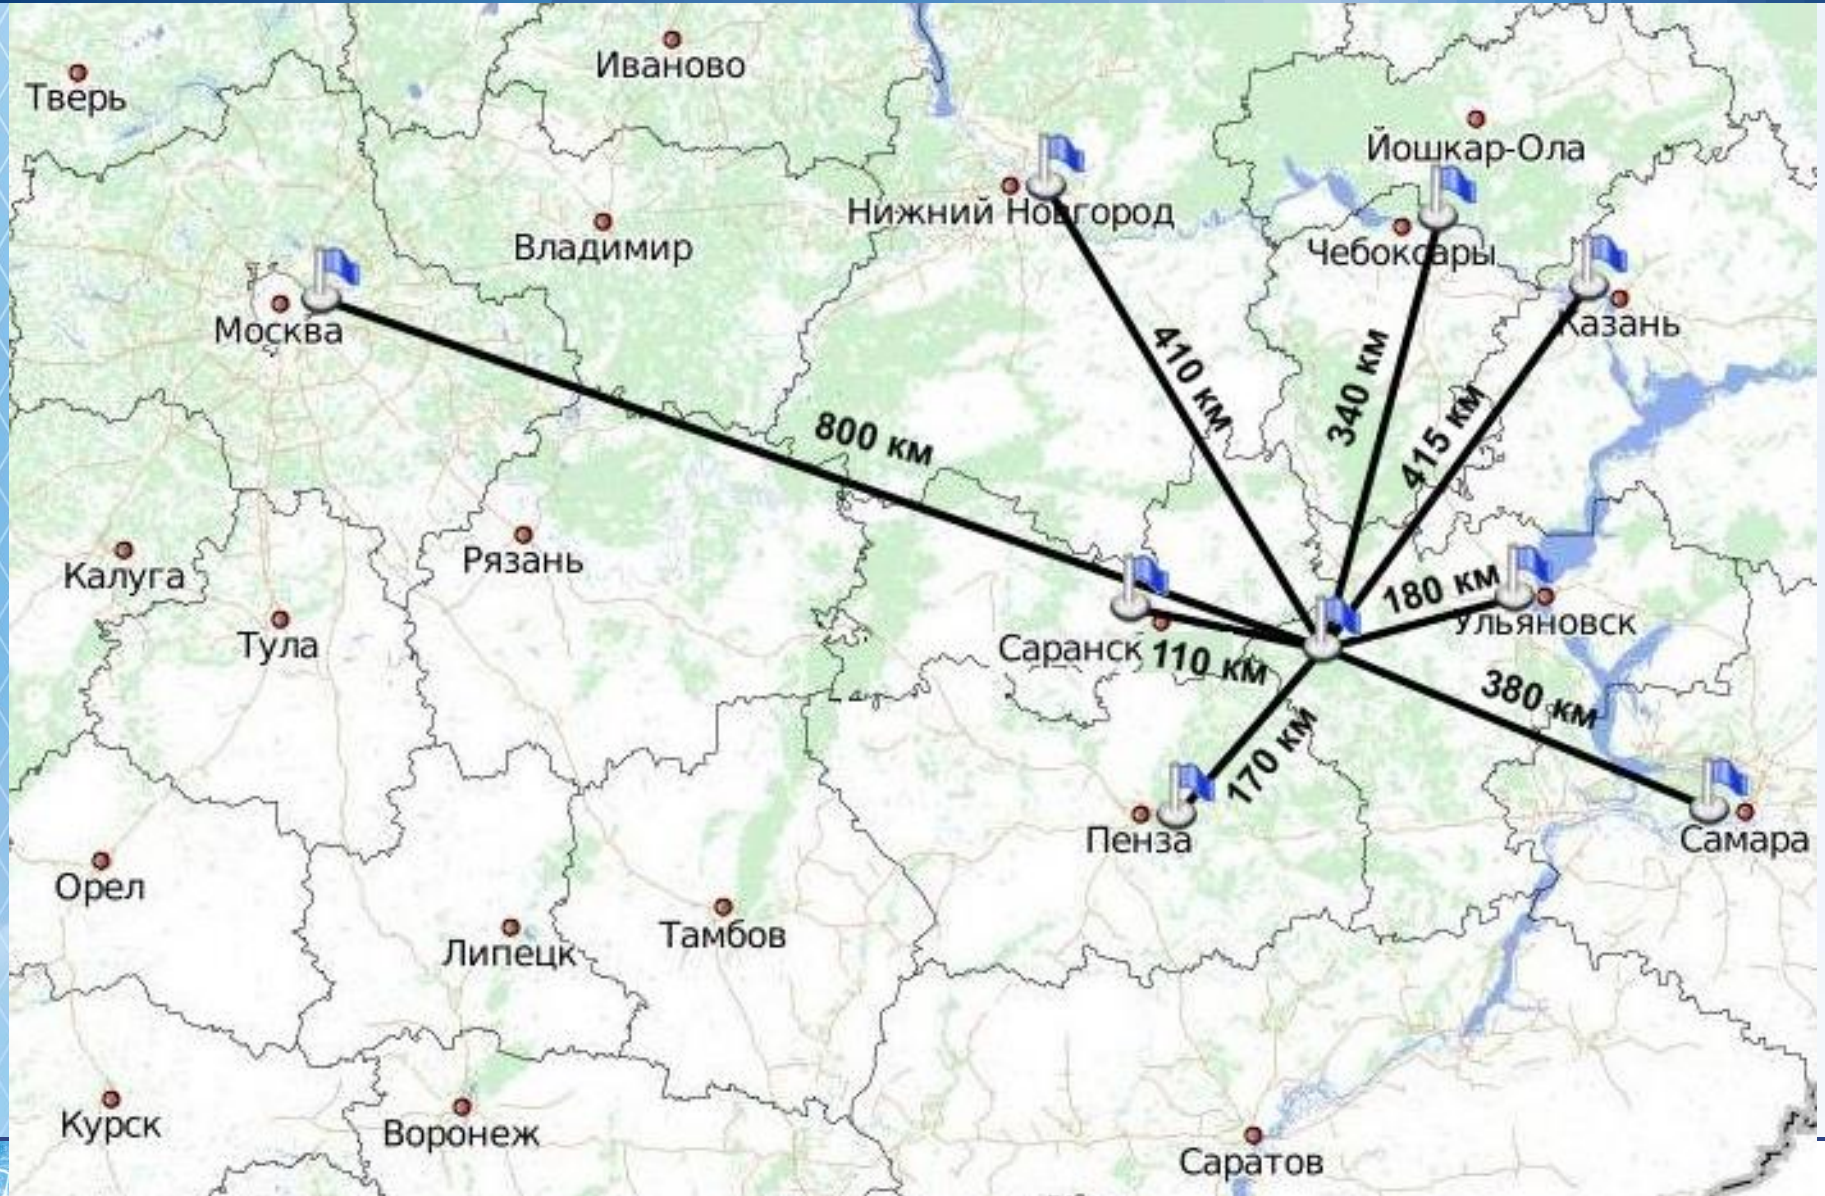 Иваново
Тверь
Йошкар-Ола
Нижний Новгород
Владимир
Чебоксары
Москва
Казань
410 км
340 км
415 км
800 км
Рязань
Калуга
180 км
Ульяновск
Тула
Саранск
110 км
380 км
170 км
Пенза
Самара
Орел
Тамбов
Липецк
Курск
Воронеж
Саратов